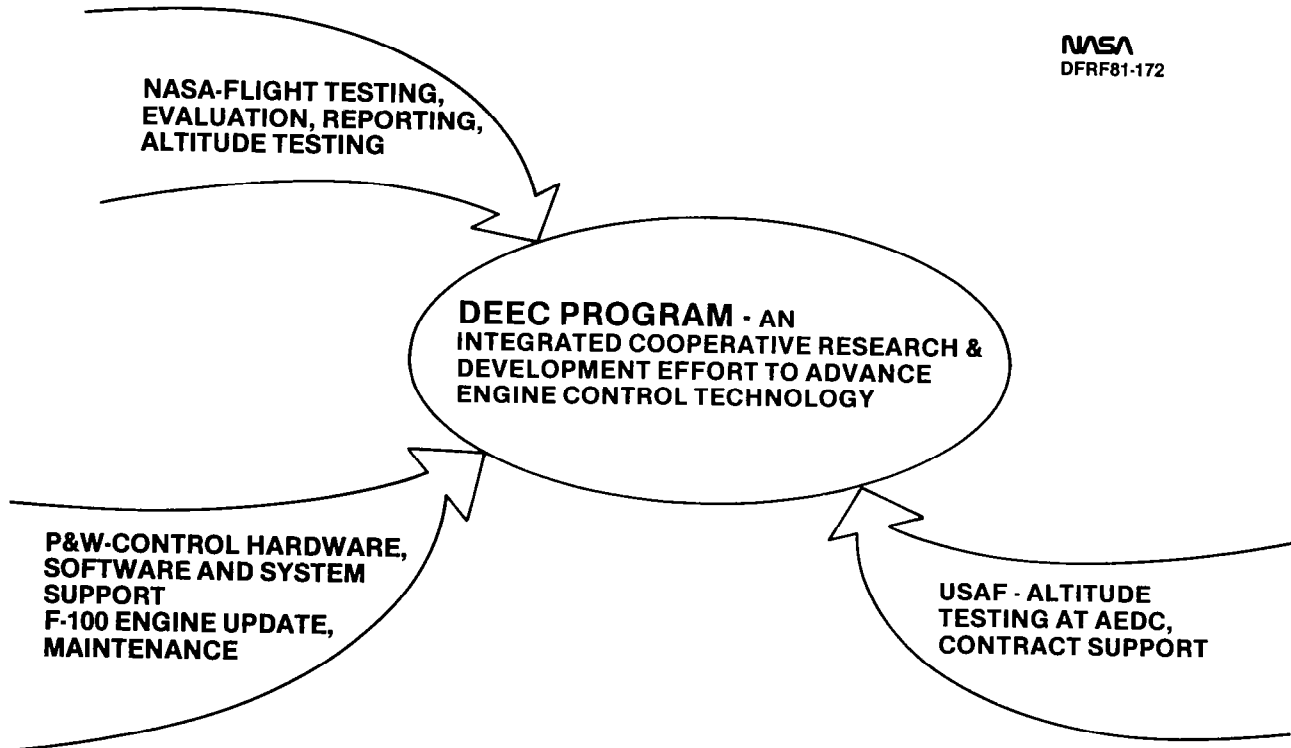 NASA
DFRF81-172
NASA-FLIGHT TESTING,
EVALUATION, REPORTING,
ALTITUDE TESTING
DEEC PROGRAM - AN
INTEGRATED COOPERATIVE RESEARCH &
DEVELOPMENT EFFORT TO ADVANCE
ENGINE CONTROL TECHNOLOGY
P&W-CONTROL HARDWARE,
SOFTWARE AND SYSTEM
SUPPORT
F-100 ENGINE UPDATE,
MAINTENANCE
USAF - ALTITUDE
TESTING AT AEDC,
CONTRACT SUPPORT